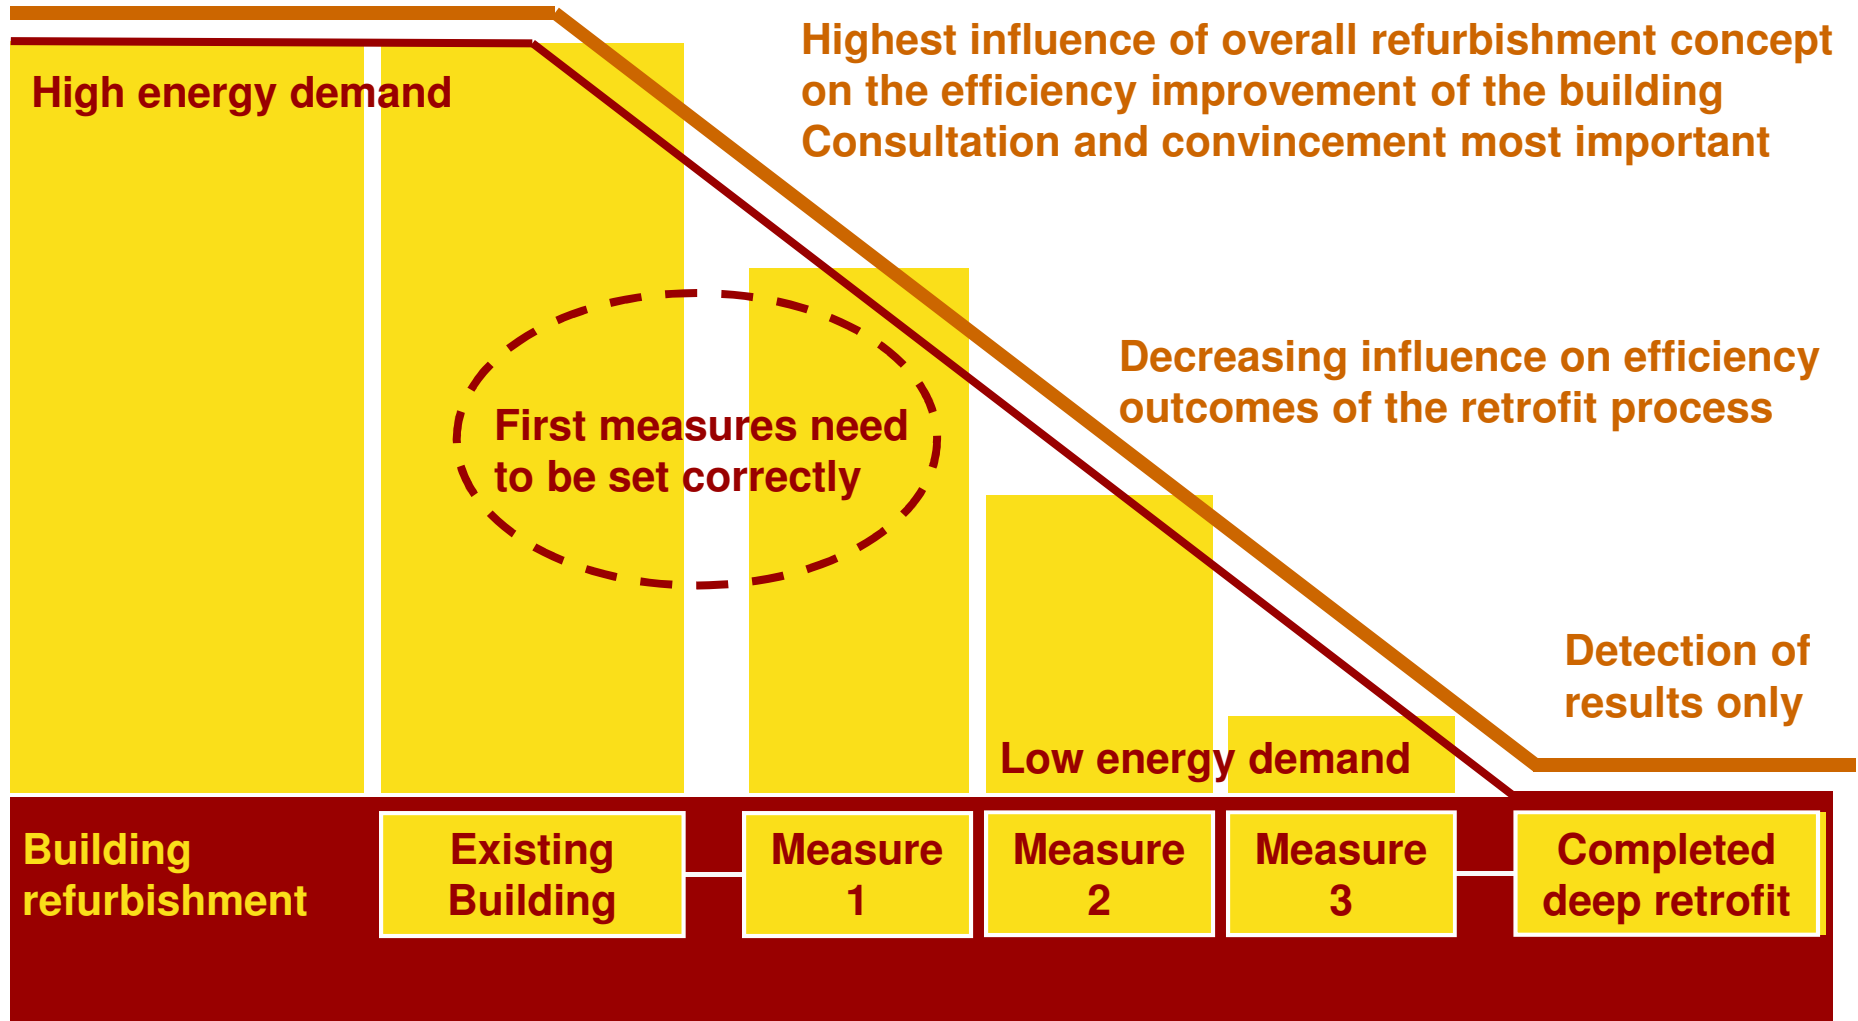 Highest influence of overall refurbishment concept
on the efficiency improvement of the building
Consultation and convincement most important
High energy demand
Decreasing influence on efficiency
outcomes of the retrofit process
First measures need
to be set correctly
Detection of
results only
Low energy demand
Building
refurbishment
Existing
Building
Measure
1
Measure
2
Measure
3
Completed
deep retrofit